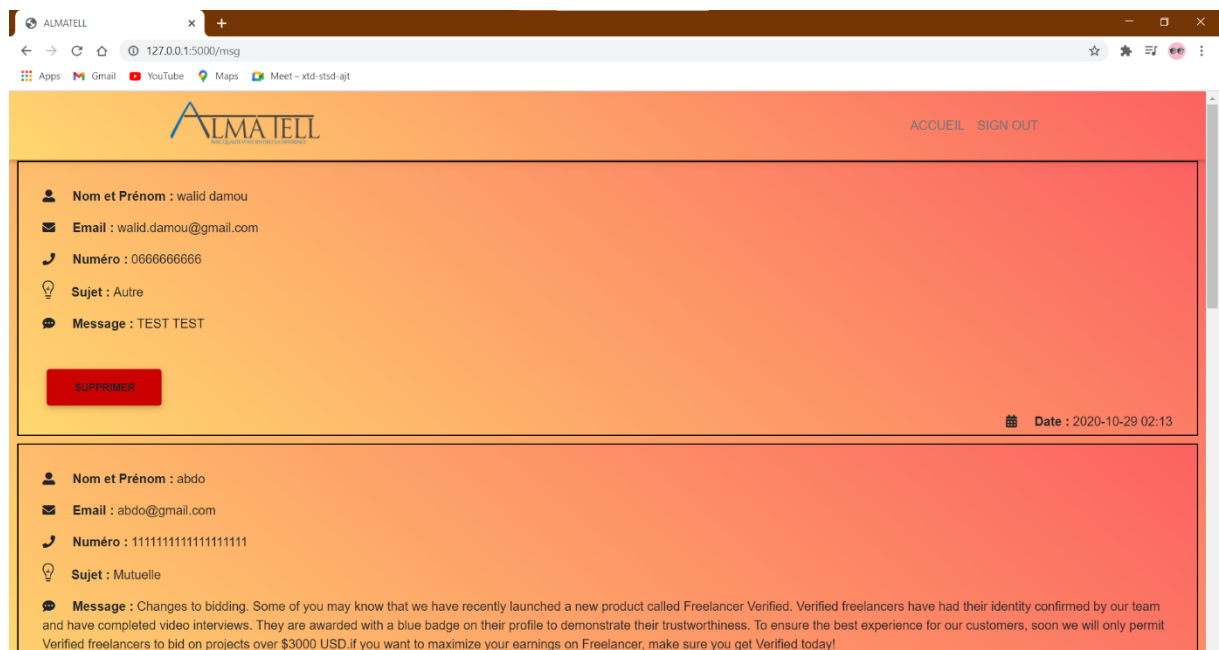 ALMATELL
127.0.0.1:5000/msg
Apps Gmail YouTube Maps Meet – xtd-stsd-ajt
ALMATELL
ACCUEIL SIGN OUT
Nom et Prénom : walid damou
Email : walid.damou@gmail.com
Numéro : 0666666666
Sujet : Autre
Message : TEST TEST
SUPPRIMER
Date : 2020-10-29 02:13
Nom et Prénom : abdo
Email : abdo@gmail.com
Numéro : 1111111111111111111
Sujet : Mutuelle
Message : Changes to bidding. Some of you may know that we have recently launched a new product called Freelancer Verified. Verified freelancers have had their identity confirmed by our team
and have completed video interviews. They are awarded with a blue badge on their profile to demonstrate their trustworthiness. To ensure the best experience for our customers, soon we will only permit
Verified freelancers to bid on projects over $3000 USD.if you want to maximize your earnings on Freelancer, make sure you get Verified today!